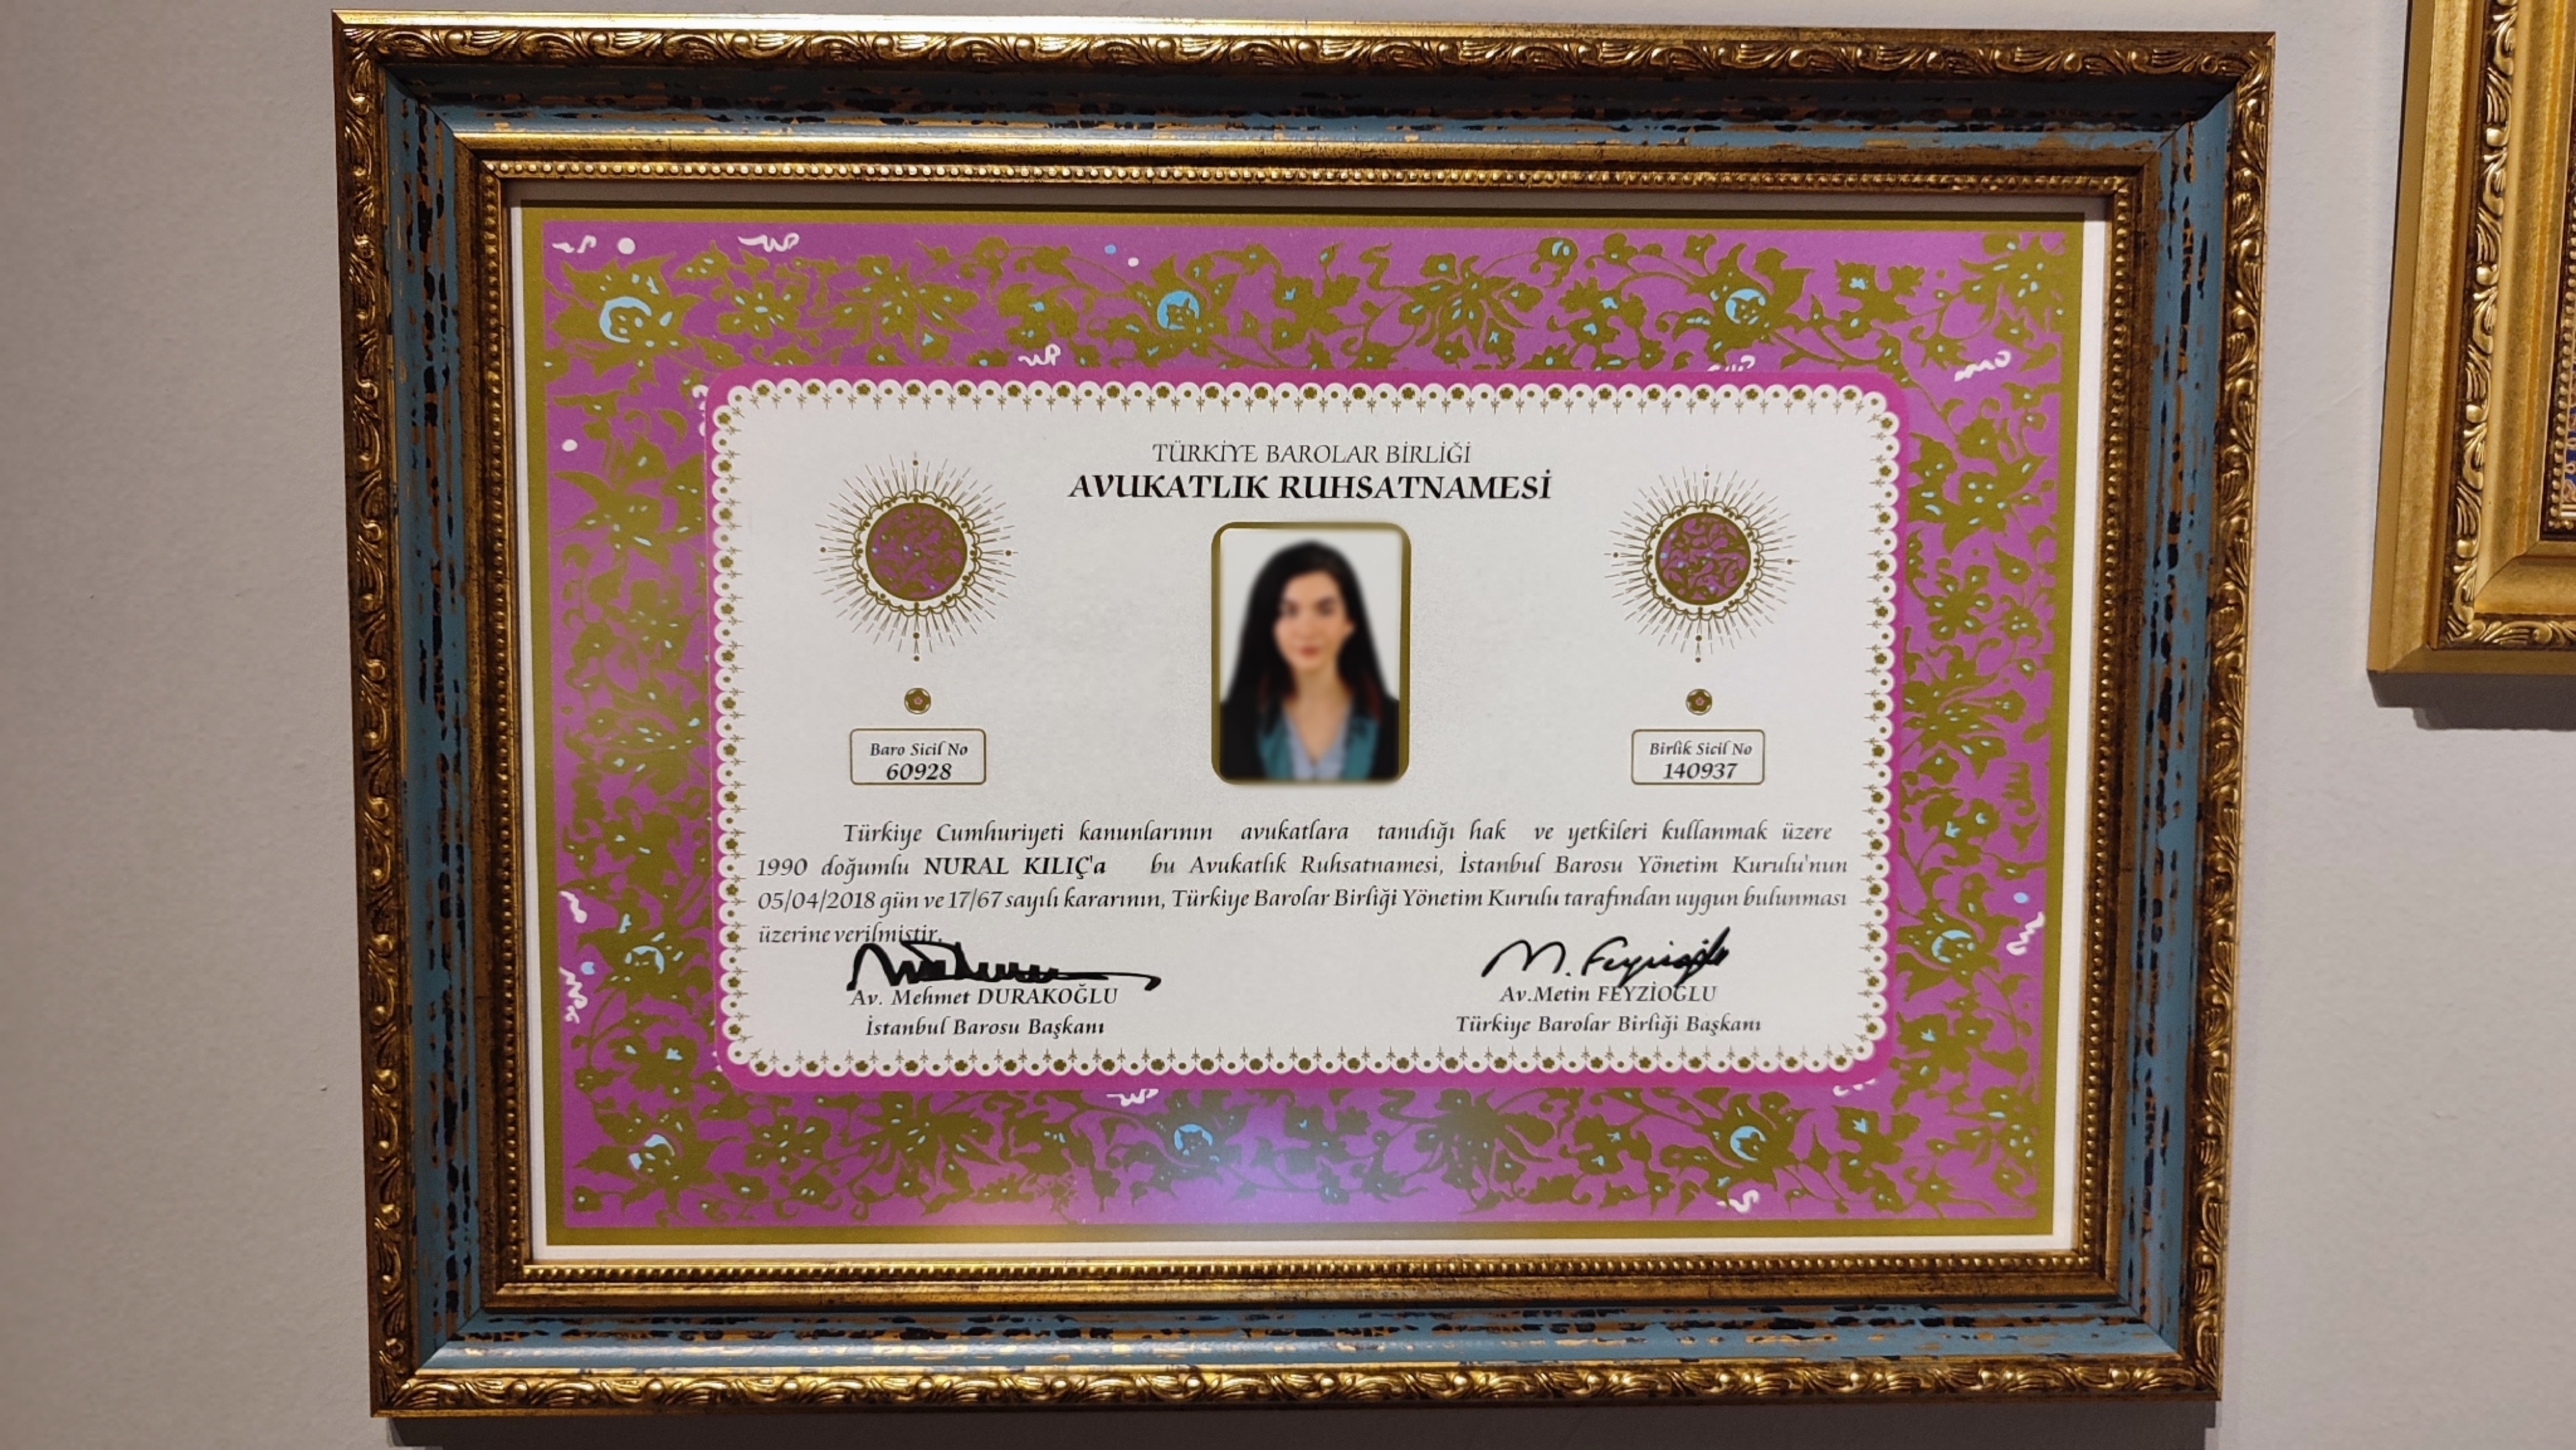 TÜRKİYE BAROLAR BİRLİĞİ
AVUKATLIK RUHSATNAMESİ
Baro Sicil No
60928
Birlik Sicil No
140937
Türkiye Cumhuriyeti kanunlarının avukatlara tanıdığı hak ve yetkileri kullanmak üzere
1990 doğumlu NURAL KILIÇ'a bu Avukatlık Ruhsatnamesi, İstanbul Barosu Yönetim Kurulu'nun
05/04/2018 gün ve 17/67 sayılı kararının, Türkiye Barolar Birliği Yönetim Kurulu tarafından uygun bulunması
üzerine verilmiştir.
M. Feyzioğlu
Av. Mehmet DURAKOĞLU
İstanbul Barosu Başkanı
Av.Metin FEYZİOĞLU
Türkiye Barolar Birliği Başkanı